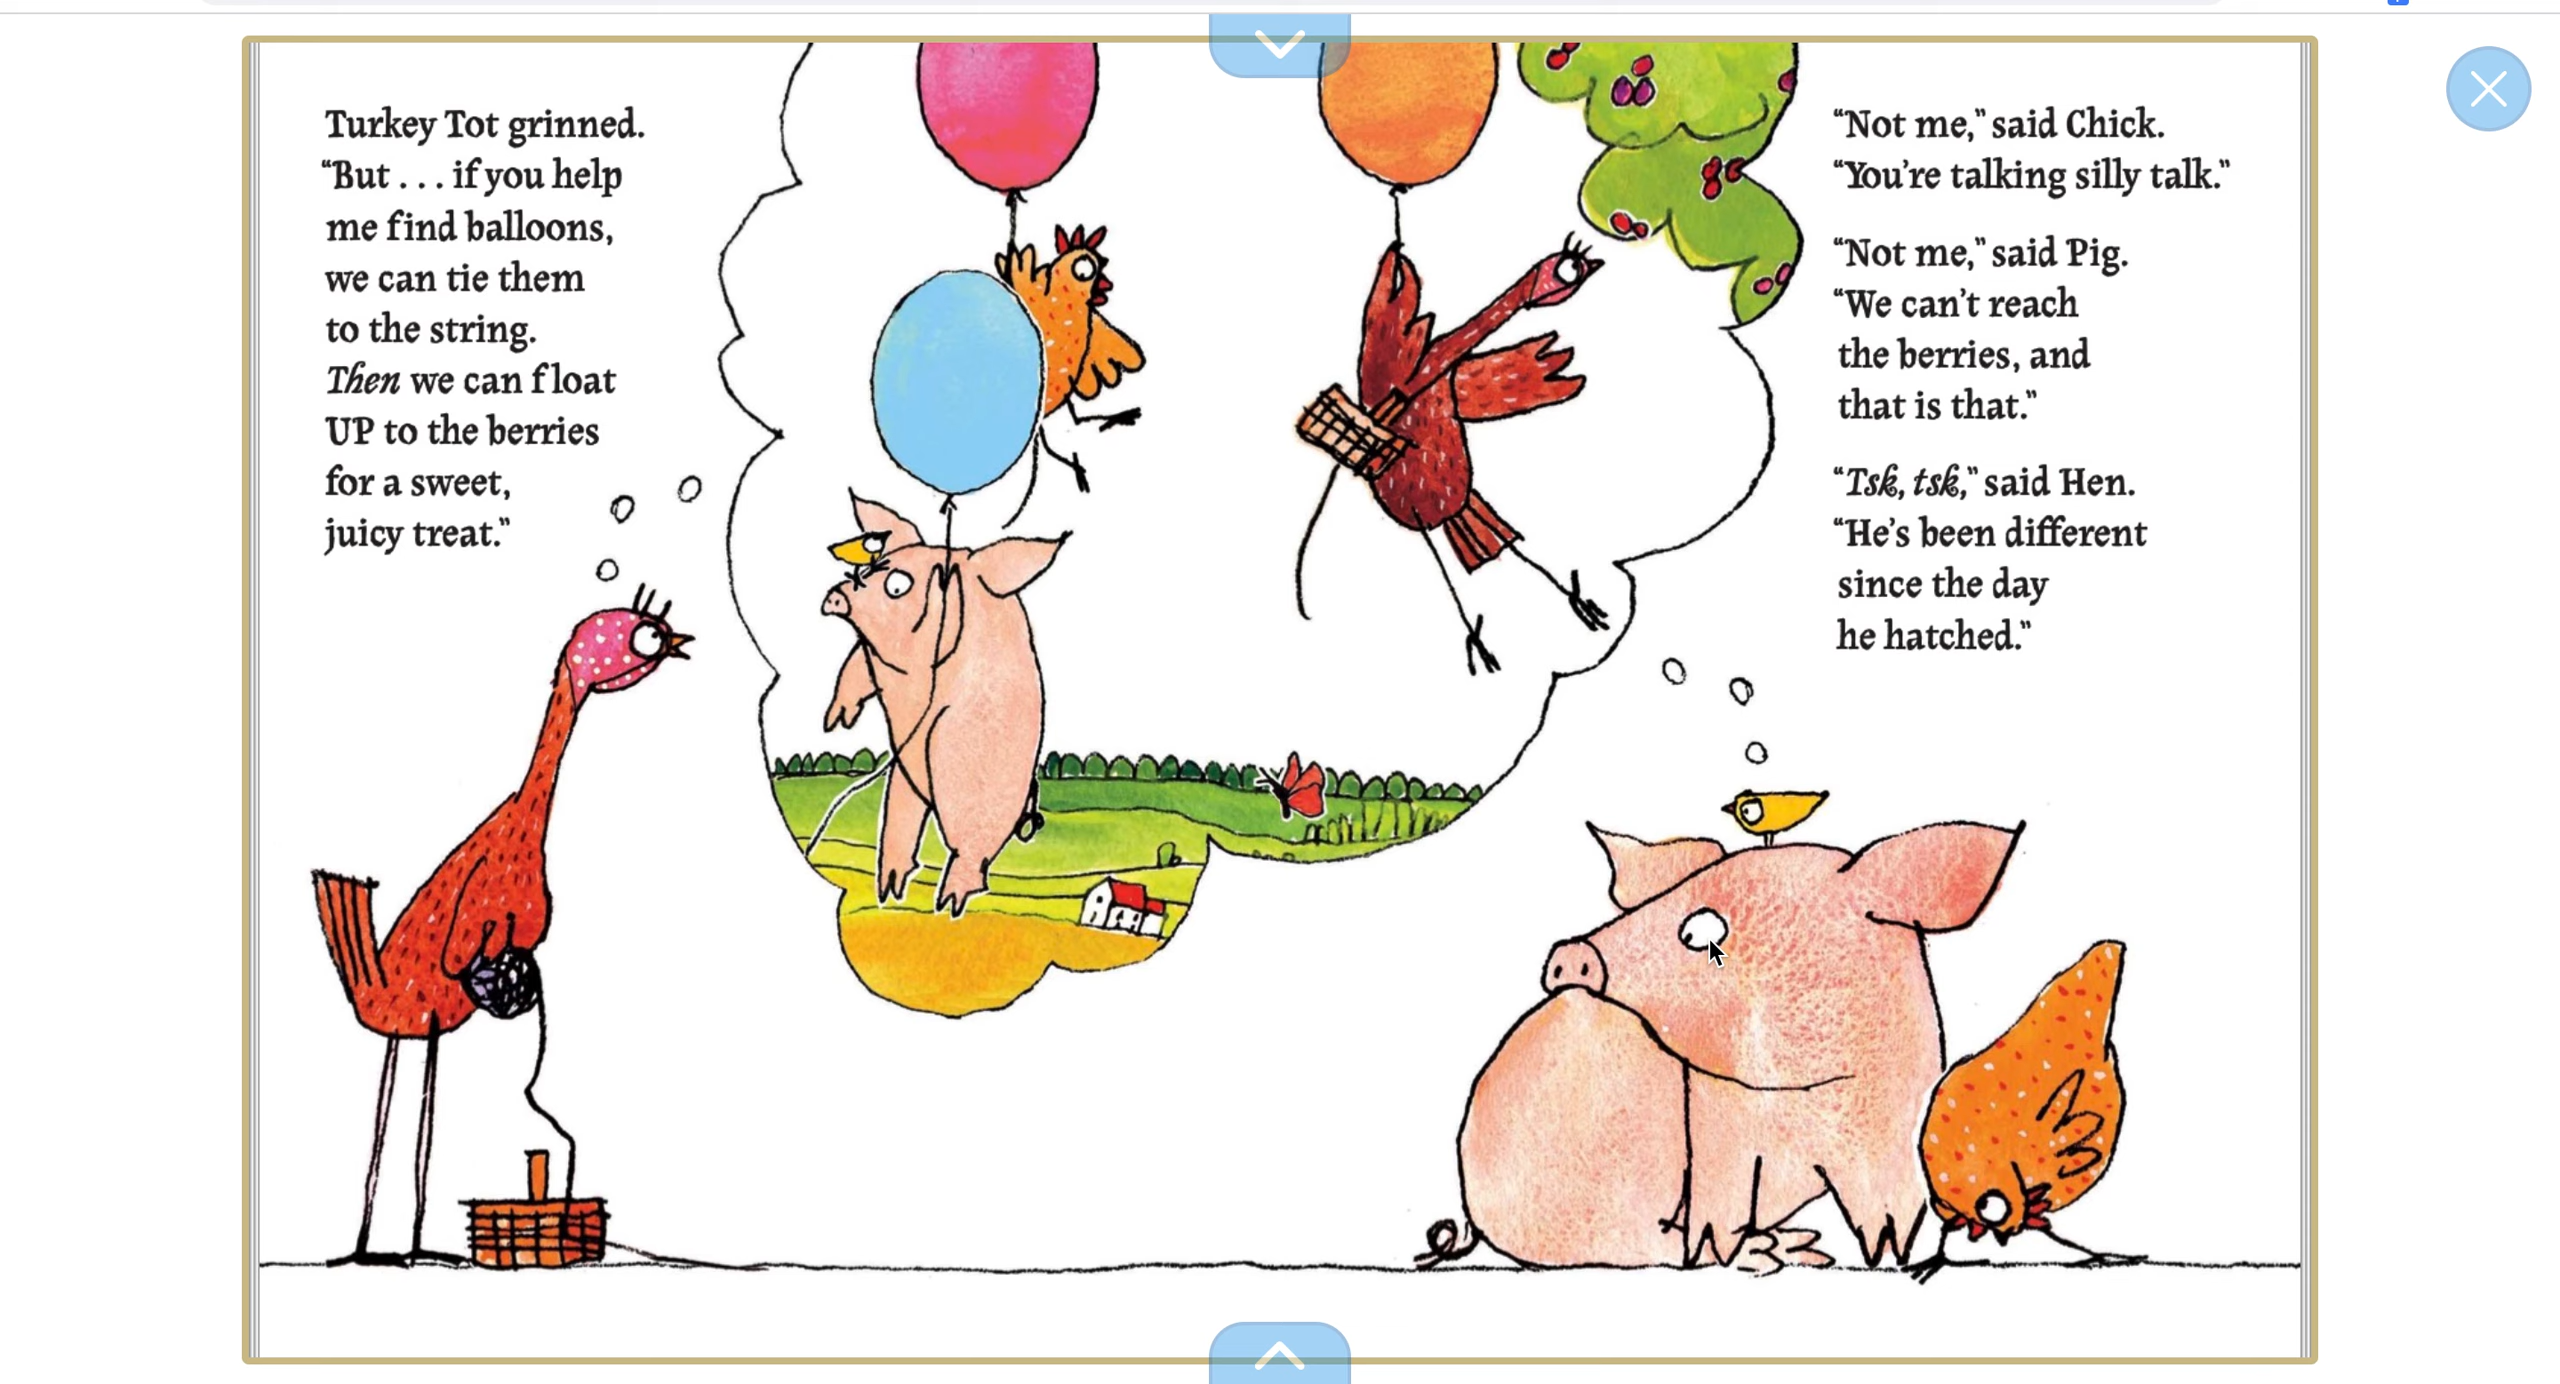 Turkey Tot grinned.
“But . . . if you help
me find balloons,
we can tie them
to the string.
Then we can float
UP to the berries
for a sweet,
juicy treat.”
“Not me,” said Chick.
“You’re talking silly talk.”
“Not me,” said Pig.
“We can’t reach
the berries, and
that is that.”
“Tsk, tsk,” said Hen.
“He’s been different
since the day
he hatched.”